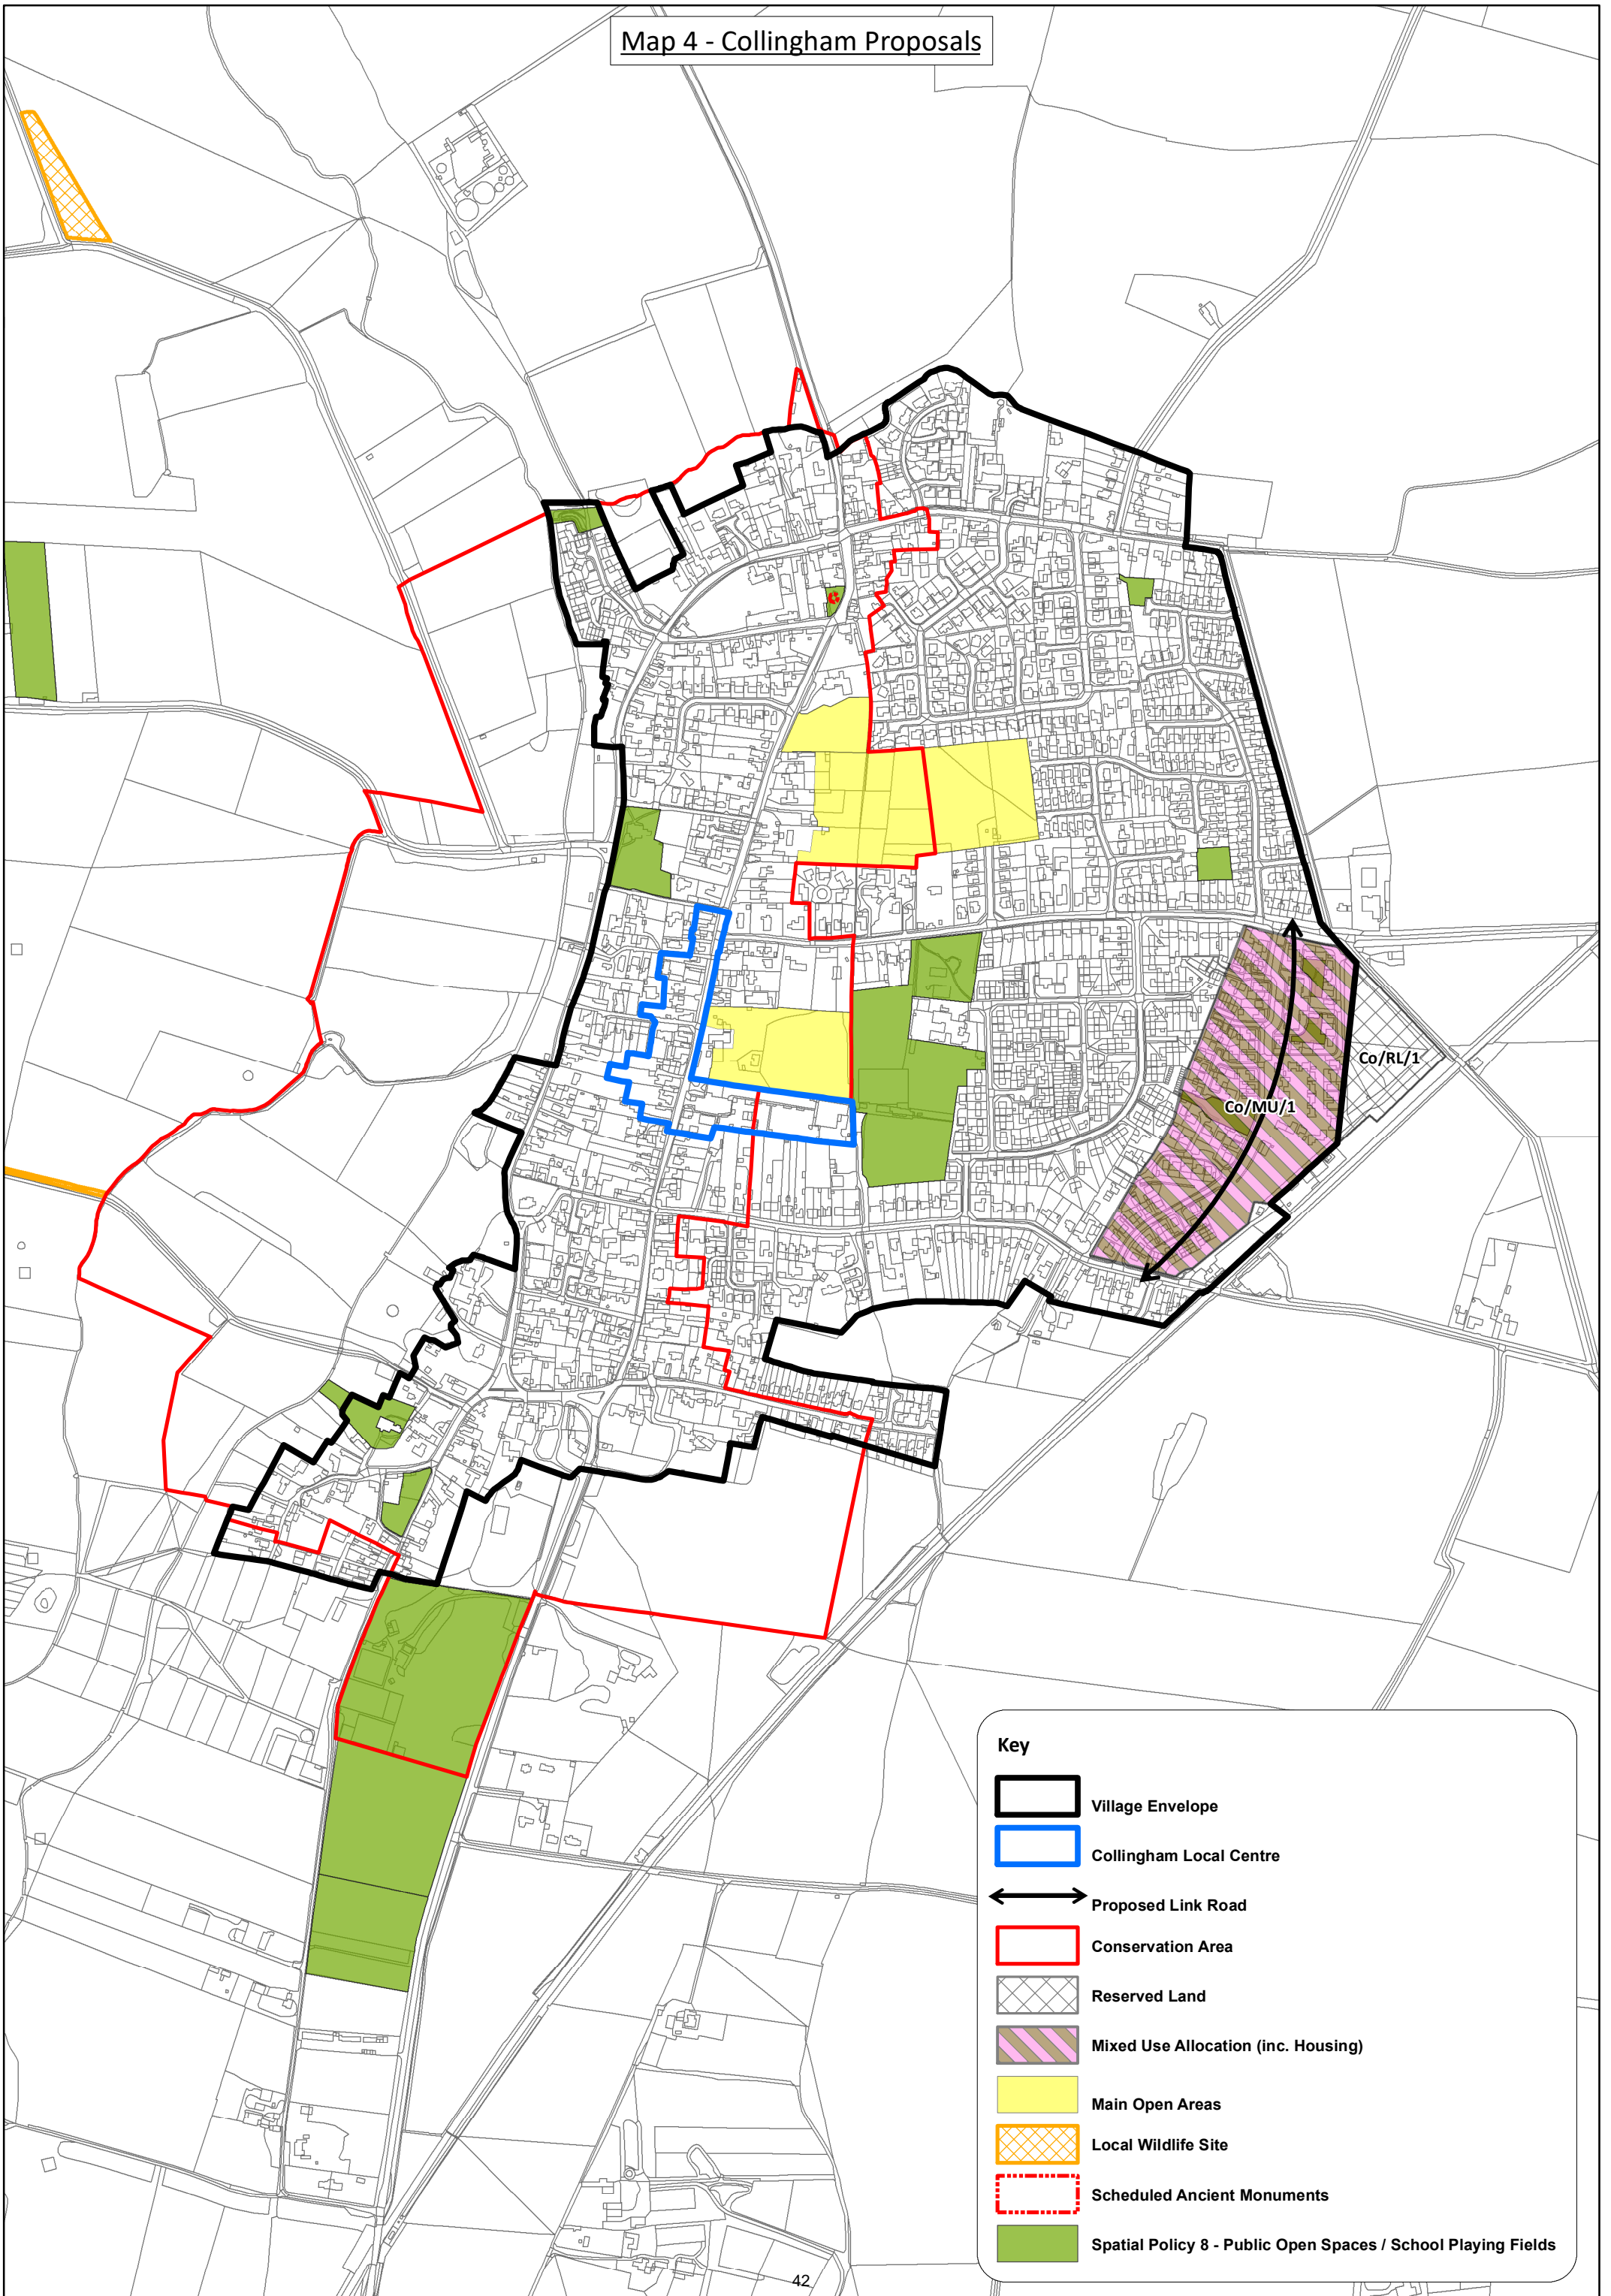 Map 4 - Collingham Proposals
Co/RL/1
Co/MU/1
Key
Village Envelope
Collingham Local Centre
Proposed Link Road
Conservation Area
Reserved Land
Mixed Use Allocation (inc. Housing)
Main Open Areas
Local Wildlife Site
Scheduled Ancient Monuments
Spatial Policy 8 - Public Open Spaces / School Playing Fields
42